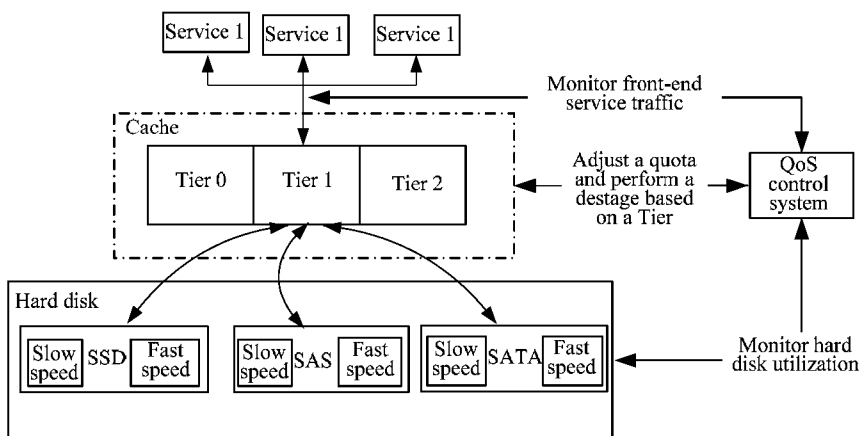 Service 1
Service 1
Service 1
Monitor front-end
service traffic
Cache
Tier 0
Tier 1
Tier 2
Adjust a quota
and perform a
destage based
on a Tier
QoS
control
system
Hard disk
Slow
speed
SSD
Fast
speed
Slow
speed
SAS
Fast
speed
Slow
speed
SATA
Fast
speed
Monitor hard
disk utilization